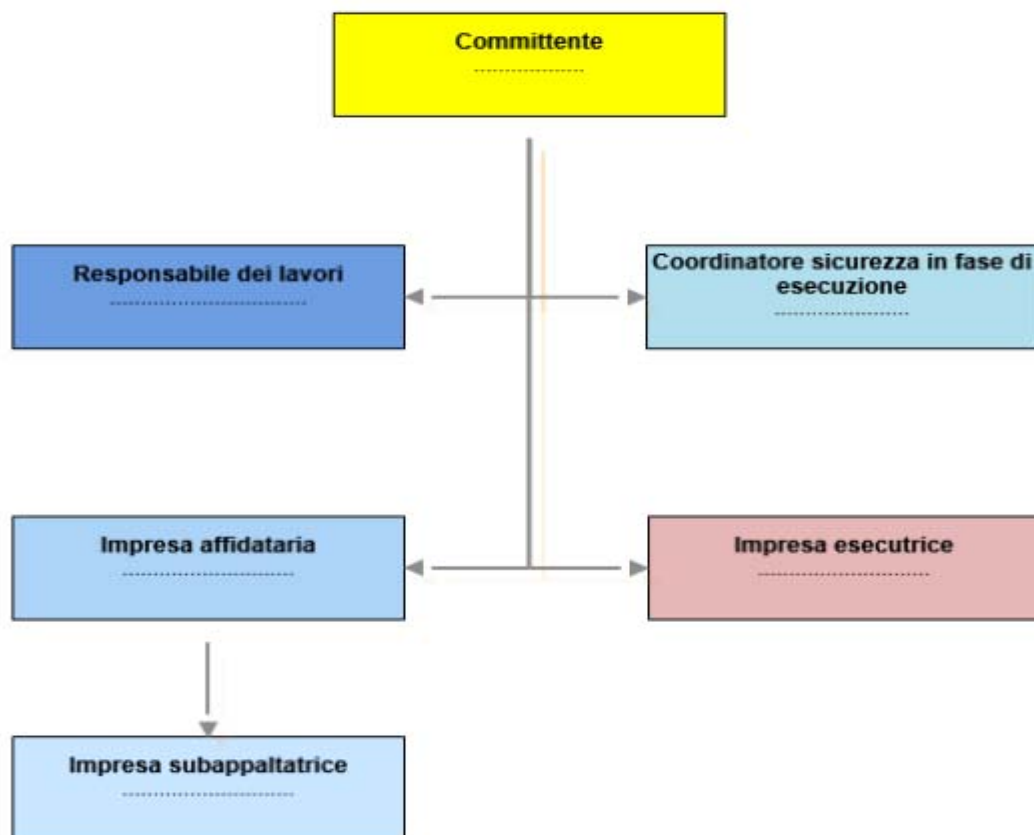 Committente
..................
Responsabile dei lavori
................................
Coordinatore sicurezza in fase di
esecuzione
......................
Impresa affidataria
............................
Impresa esecutrice
............................
Impresa subappaltatrice
............................